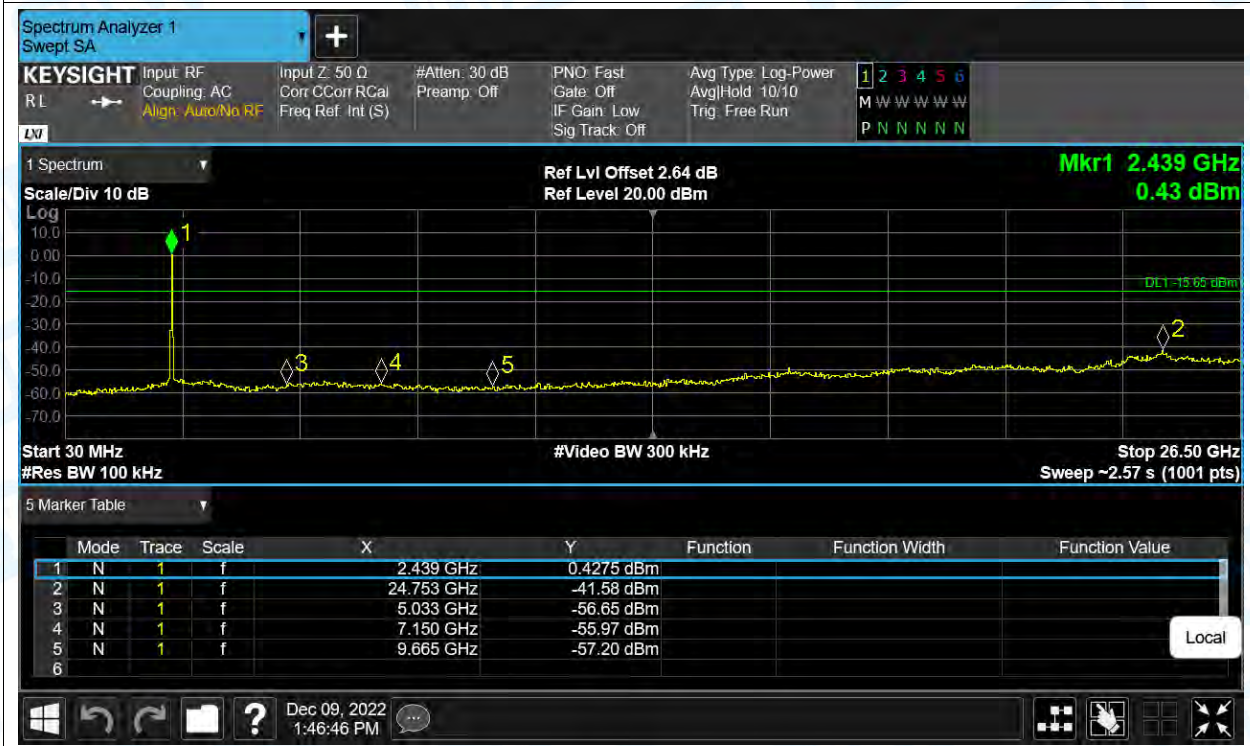 Spectrum Analyzer 1
Swept SA
+
KEYSIGHT
RL
LXI
Input: RF
Coupling: AC
Align: Auto/No RF
Input Z: 50 Ω
Corr CCorr RCal
Freq Ref: Int (S)
#Atten: 30 dB
Preamp: Off
PNO: Fast
Gate: Off
IF Gain: Low
Sig Track: Off
Avg Type: Log-Power
Avg|Hold: 10/10
Trig: Free Run
1 2 3 4 5 6
M W W W W W
P N N N N N
1 Spectrum
Scale/Div 10 dB
Ref Lvl Offset 2.64 dB
Ref Level 20.00 dBm
Mkr1 2.439 GHz
0.43 dBm
Log
10.0
0.00
-10.0
-20.0
-30.0
-40.0
-50.0
-60.0
-70.0
1
DL1 -15.65 dBm
2
3
4
5
Start 30 MHz
#Res BW 100 kHz
#Video BW 300 kHz
Stop 26.50 GHz
Sweep ~2.57 s (1001 pts)
5 Marker Table
Mode Trace Scale X Y Function Function Width Function Value
1 N 1 f 2.439 GHz 0.4275 dBm
2 N 1 f 24.753 GHz -41.58 dBm
3 N 1 f 5.033 GHz -56.65 dBm
4 N 1 f 7.150 GHz -55.97 dBm
5 N 1 f 9.665 GHz -57.20 dBm
6
Local
?
Dec 09, 2022
1:46:46 PM